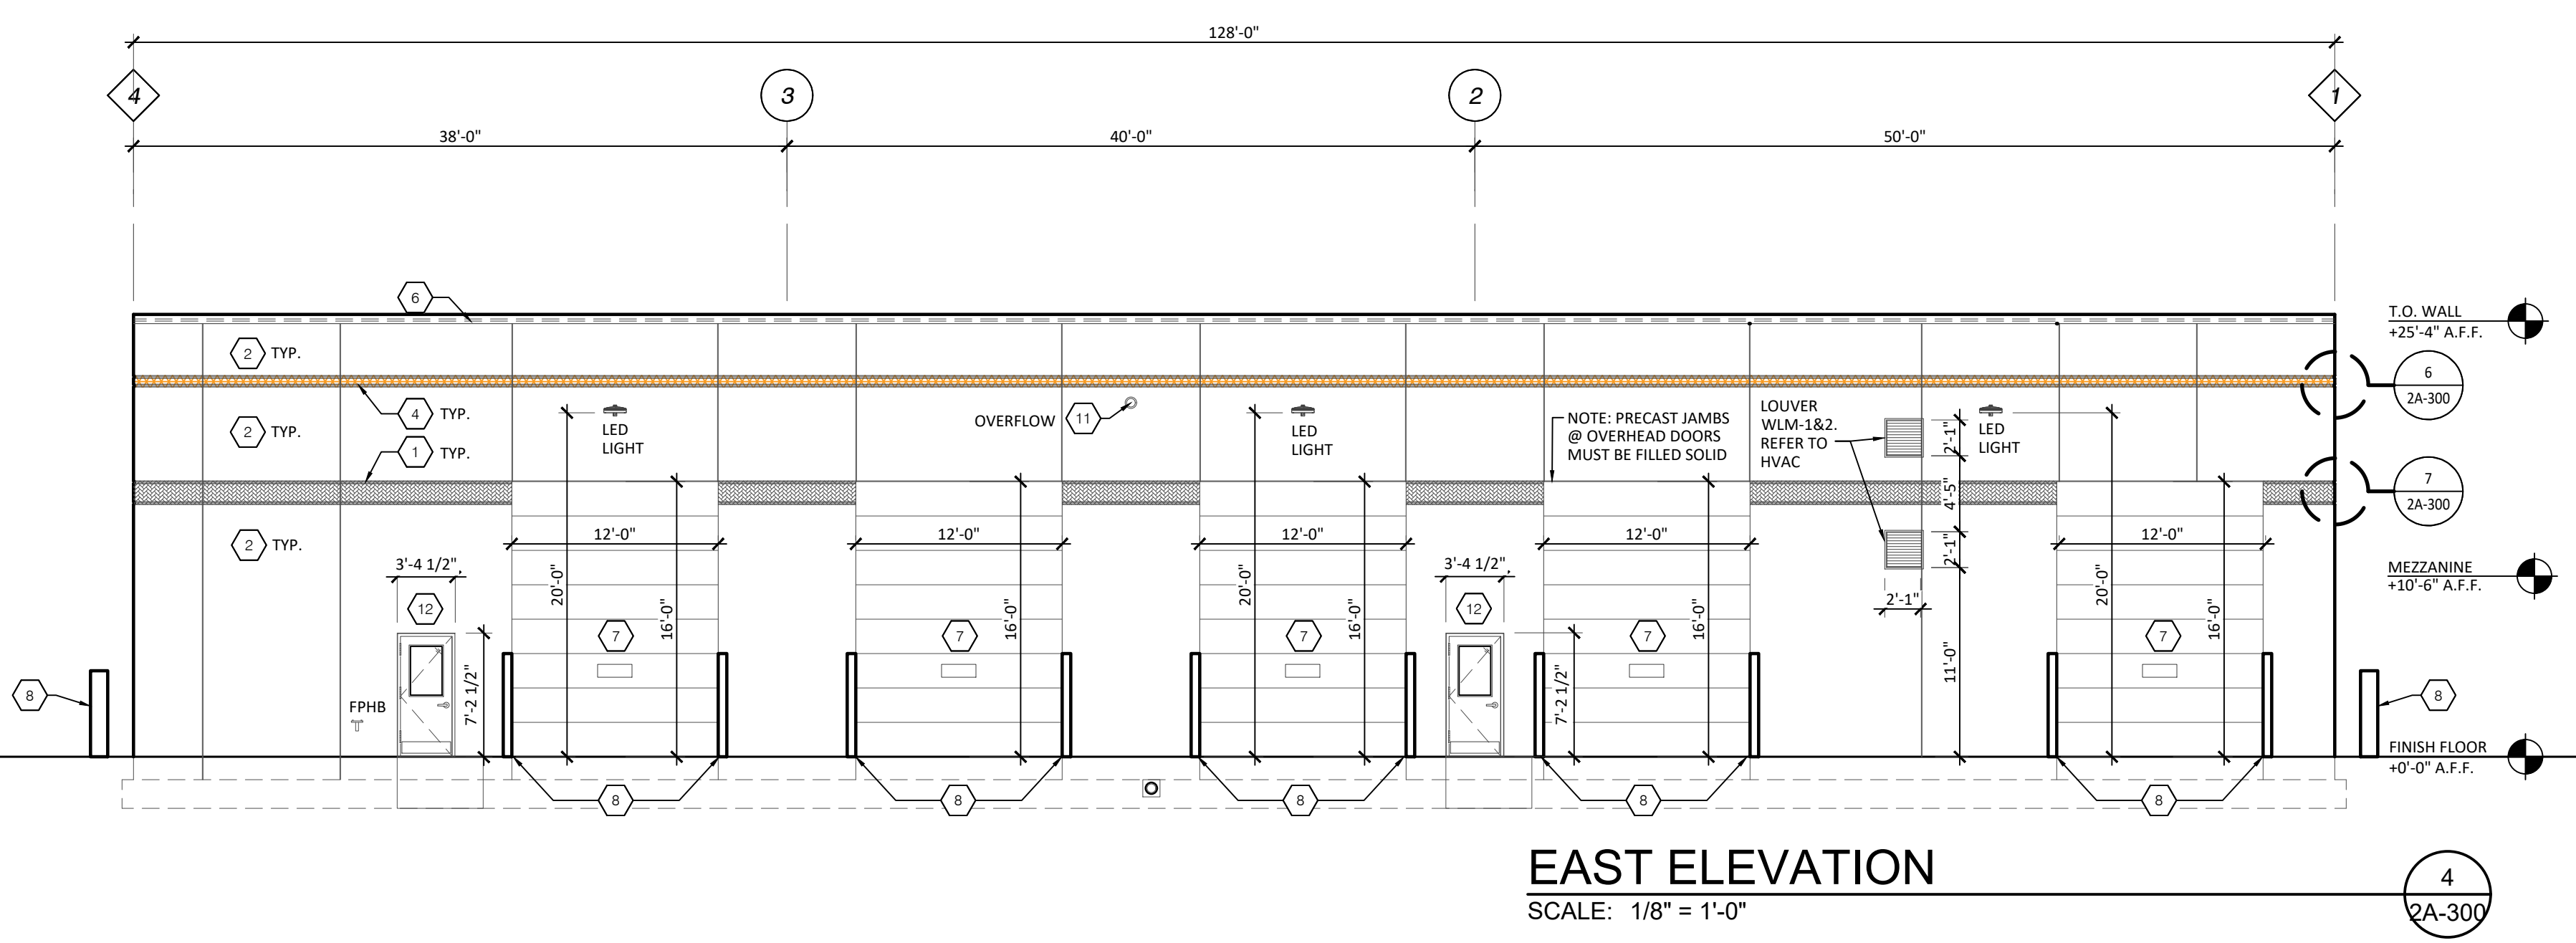 128'-0"
4
3
2
1
38'-0"
40'-0"
50'-0"
6
T.O. WALL
+25'-4" A.F.F.
2 TYP.
6
2A-300
4 TYP.
LED
LIGHT
OVERFLOW 11
LED
LIGHT
NOTE: PRECAST JAMBS
@ OVERHEAD DOORS
MUST BE FILLED SOLID
LOUVER
WLM-1&2.
REFER TO
HVAC
2'-1"
LED
LIGHT
2 TYP.
1 TYP.
4'-5"
7
2A-300
2 TYP.
12'-0"
12'-0"
12'-0"
12'-0"
12'-0"
2'-1"
3'-4 1/2"
3'-4 1/2"
MEZZANINE
+10'-6" A.F.F.
20'-0"
20'-0"
20'-0"
2'-1"
12
12
16'-0"
16'-0"
16'-0"
16'-0"
16'-0"
7
7
7
7
7
11'-0"
8
FPHB
7'-2 1/2"
7'-2 1/2"
8
FINISH FLOOR
+0'-0" A.F.F.
8
8
8
8
8
EAST ELEVATION
SCALE: 1/8" = 1'-0"
4
2A-300